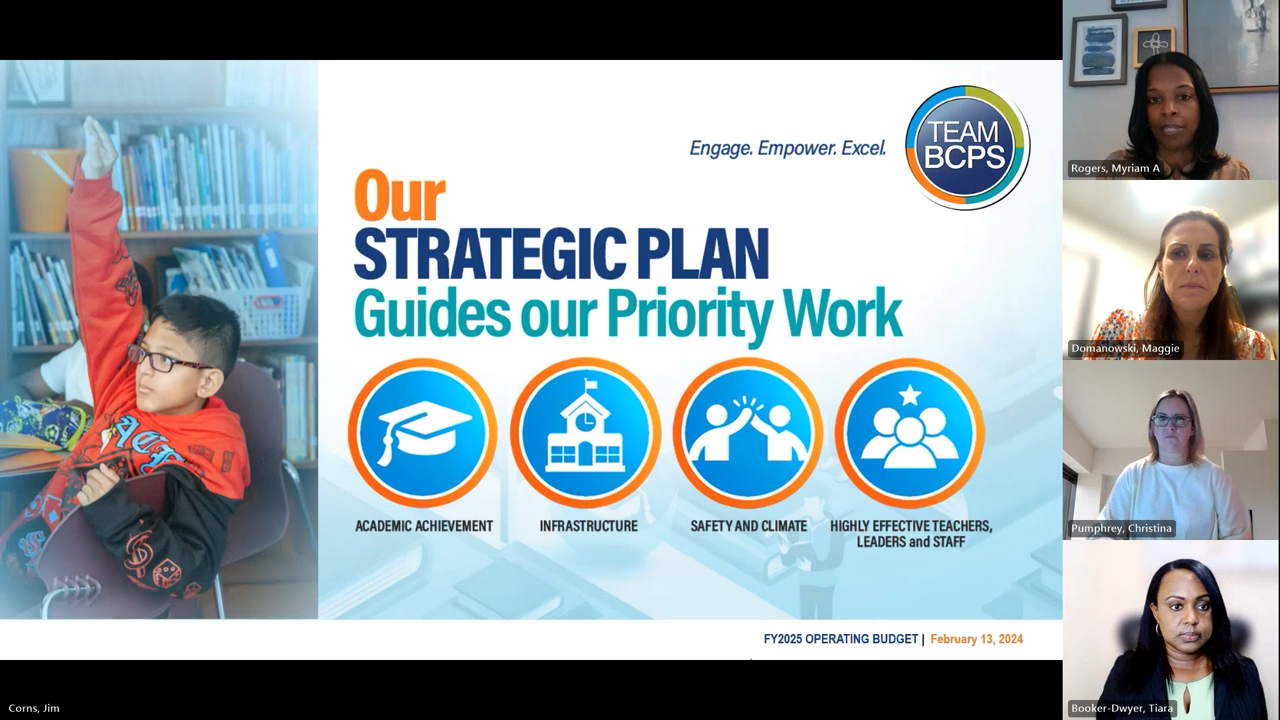 Engage. Empower. Excel.
TEAM
BCPS
Our
STRATEGIC PLAN
Guides our Priority Work
ACADEMIC ACHIEVEMENT
INFRASTRUCTURE
SAFETY AND CLIMATE
HIGHLY EFFECTIVE TEACHERS,
LEADERS and STAFF
FY2025 OPERATING BUDGET | February 13, 2024
Corns, Jim
Rogers, Myriam A
Domanowski, Maggie
Pumphrey, Christina
Booker-Dwyer, Tiara